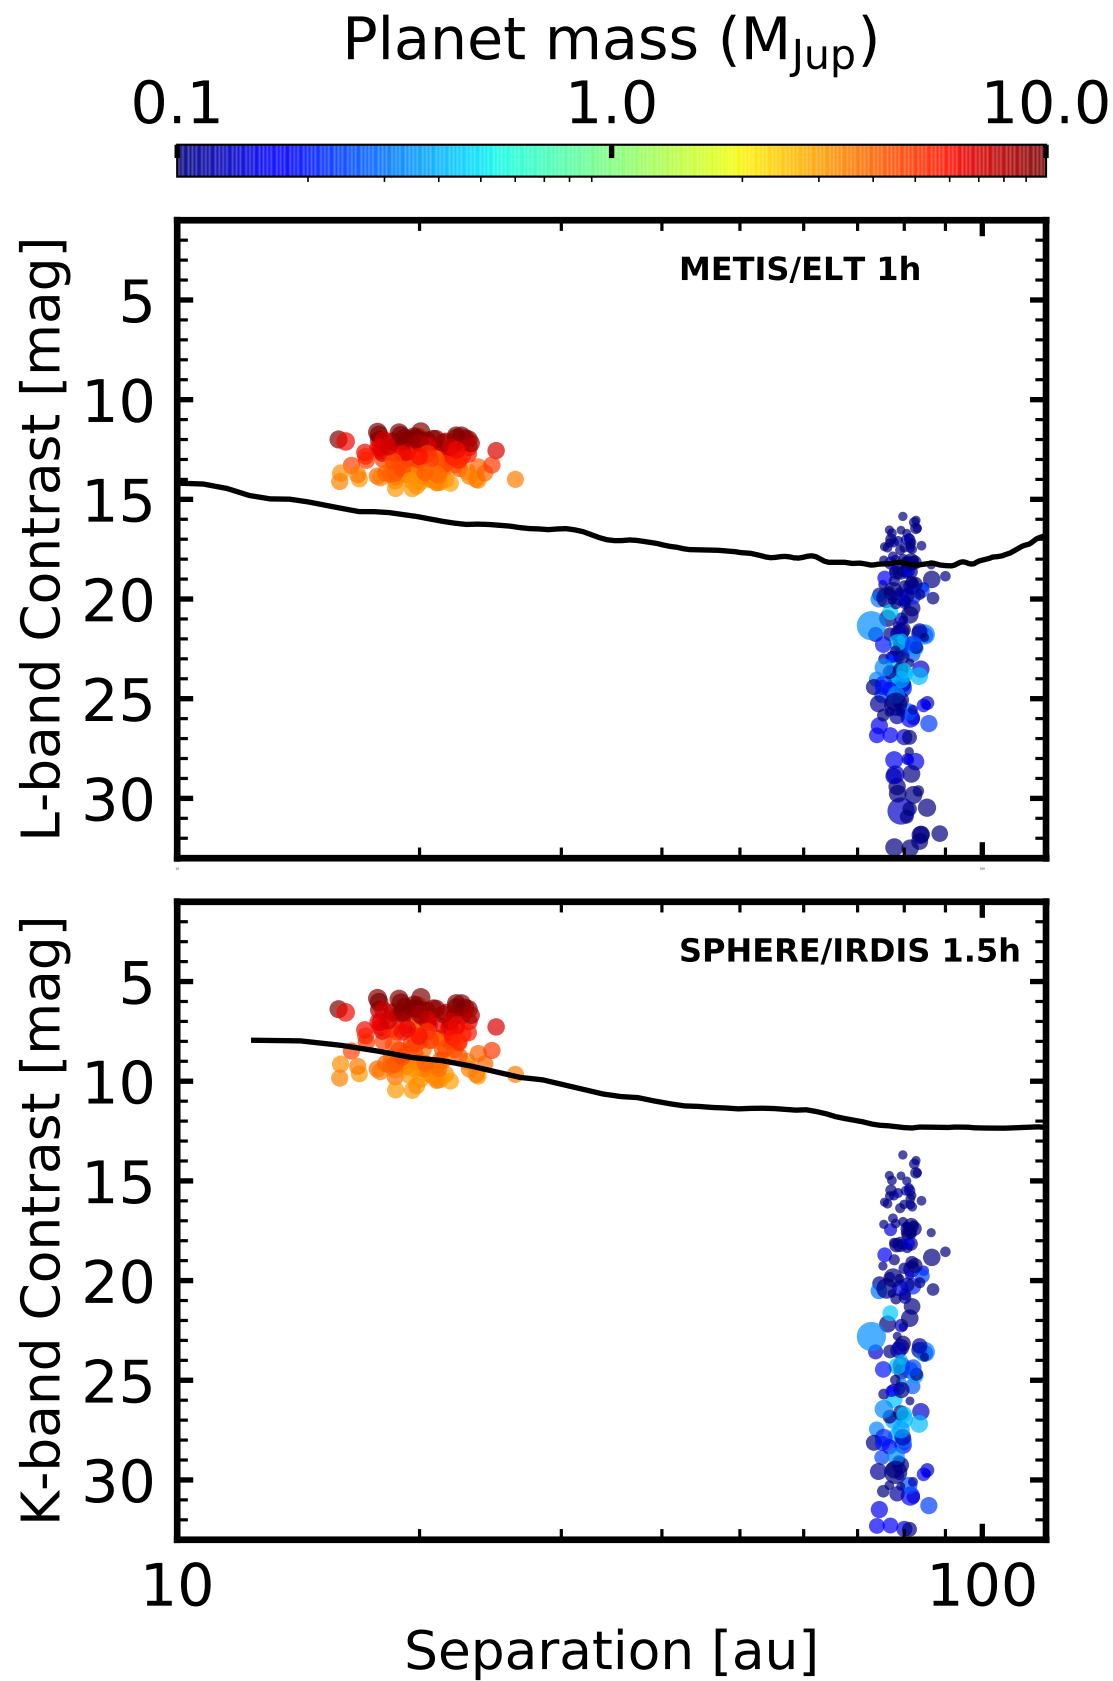 Planet mass (MJup)
0.1 1.0 10.0
METIS/ELT 1h
L-band Contrast [mag]
5
10
15
20
25
30
SPHERE/IRDIS 1.5h
K-band Contrast [mag]
5
10
15
20
25
30
10 100
Separation [au]